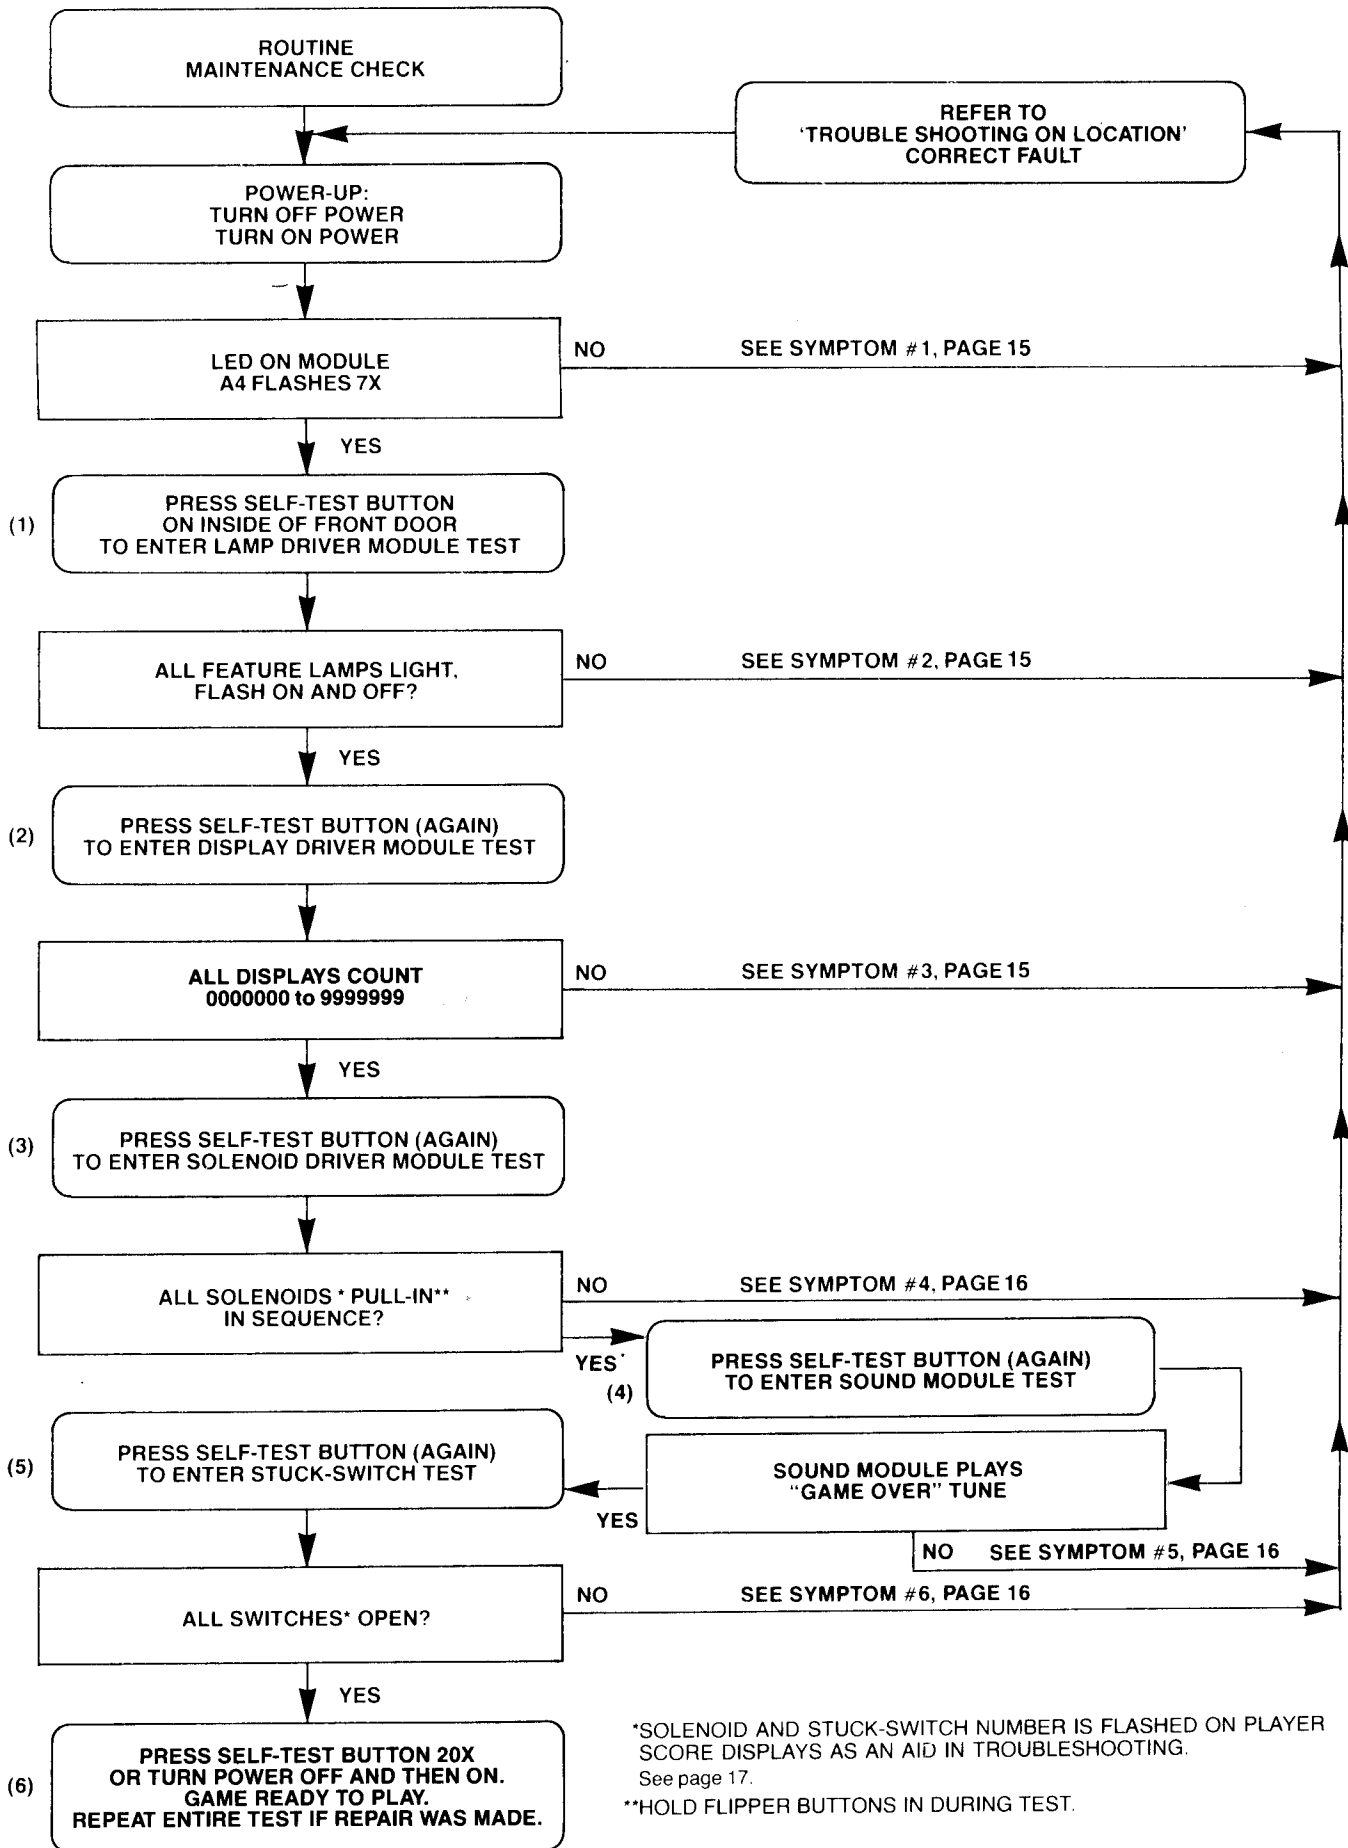 ROUTINE
MAINTENANCE CHECK
REFER TO
'TROUBLE SHOOTING ON LOCATION'
CORRECT FAULT
POWER-UP:
TURN OFF POWER
TURN ON POWER
LED ON MODULE
A4 FLASHES 7X
NO
SEE SYMPTOM #1, PAGE 15
YES
(1)
PRESS SELF-TEST BUTTON
ON INSIDE OF FRONT DOOR
TO ENTER LAMP DRIVER MODULE TEST
ALL FEATURE LAMPS LIGHT,
FLASH ON AND OFF?
NO
SEE SYMPTOM #2, PAGE 15
YES
(2)
PRESS SELF-TEST BUTTON (AGAIN)
TO ENTER DISPLAY DRIVER MODULE TEST
ALL DISPLAYS COUNT
0000000 to 9999999
NO
SEE SYMPTOM #3, PAGE 15
YES
(3)
PRESS SELF-TEST BUTTON (AGAIN)
TO ENTER SOLENOID DRIVER MODULE TEST
ALL SOLENOIDS * PULL-IN**
IN SEQUENCE?
NO
SEE SYMPTOM #4, PAGE 16
YES
(4)
PRESS SELF-TEST BUTTON (AGAIN)
TO ENTER SOUND MODULE TEST
SOUND MODULE PLAYS
"GAME OVER" TUNE
YES
NO
SEE SYMPTOM #5, PAGE 16
(5)
PRESS SELF-TEST BUTTON (AGAIN)
TO ENTER STUCK-SWITCH TEST
ALL SWITCHES* OPEN?
NO
SEE SYMPTOM #6, PAGE 16
YES
(6)
PRESS SELF-TEST BUTTON 20X
OR TURN POWER OFF AND THEN ON.
GAME READY TO PLAY.
REPEAT ENTIRE TEST IF REPAIR WAS MADE.
*SOLENOID AND STUCK-SWITCH NUMBER IS FLASHED ON PLAYER
SCORE DISPLAYS AS AN AID IN TROUBLESHOOTING.
See page 17.
**HOLD FLIPPER BUTTONS IN DURING TEST.